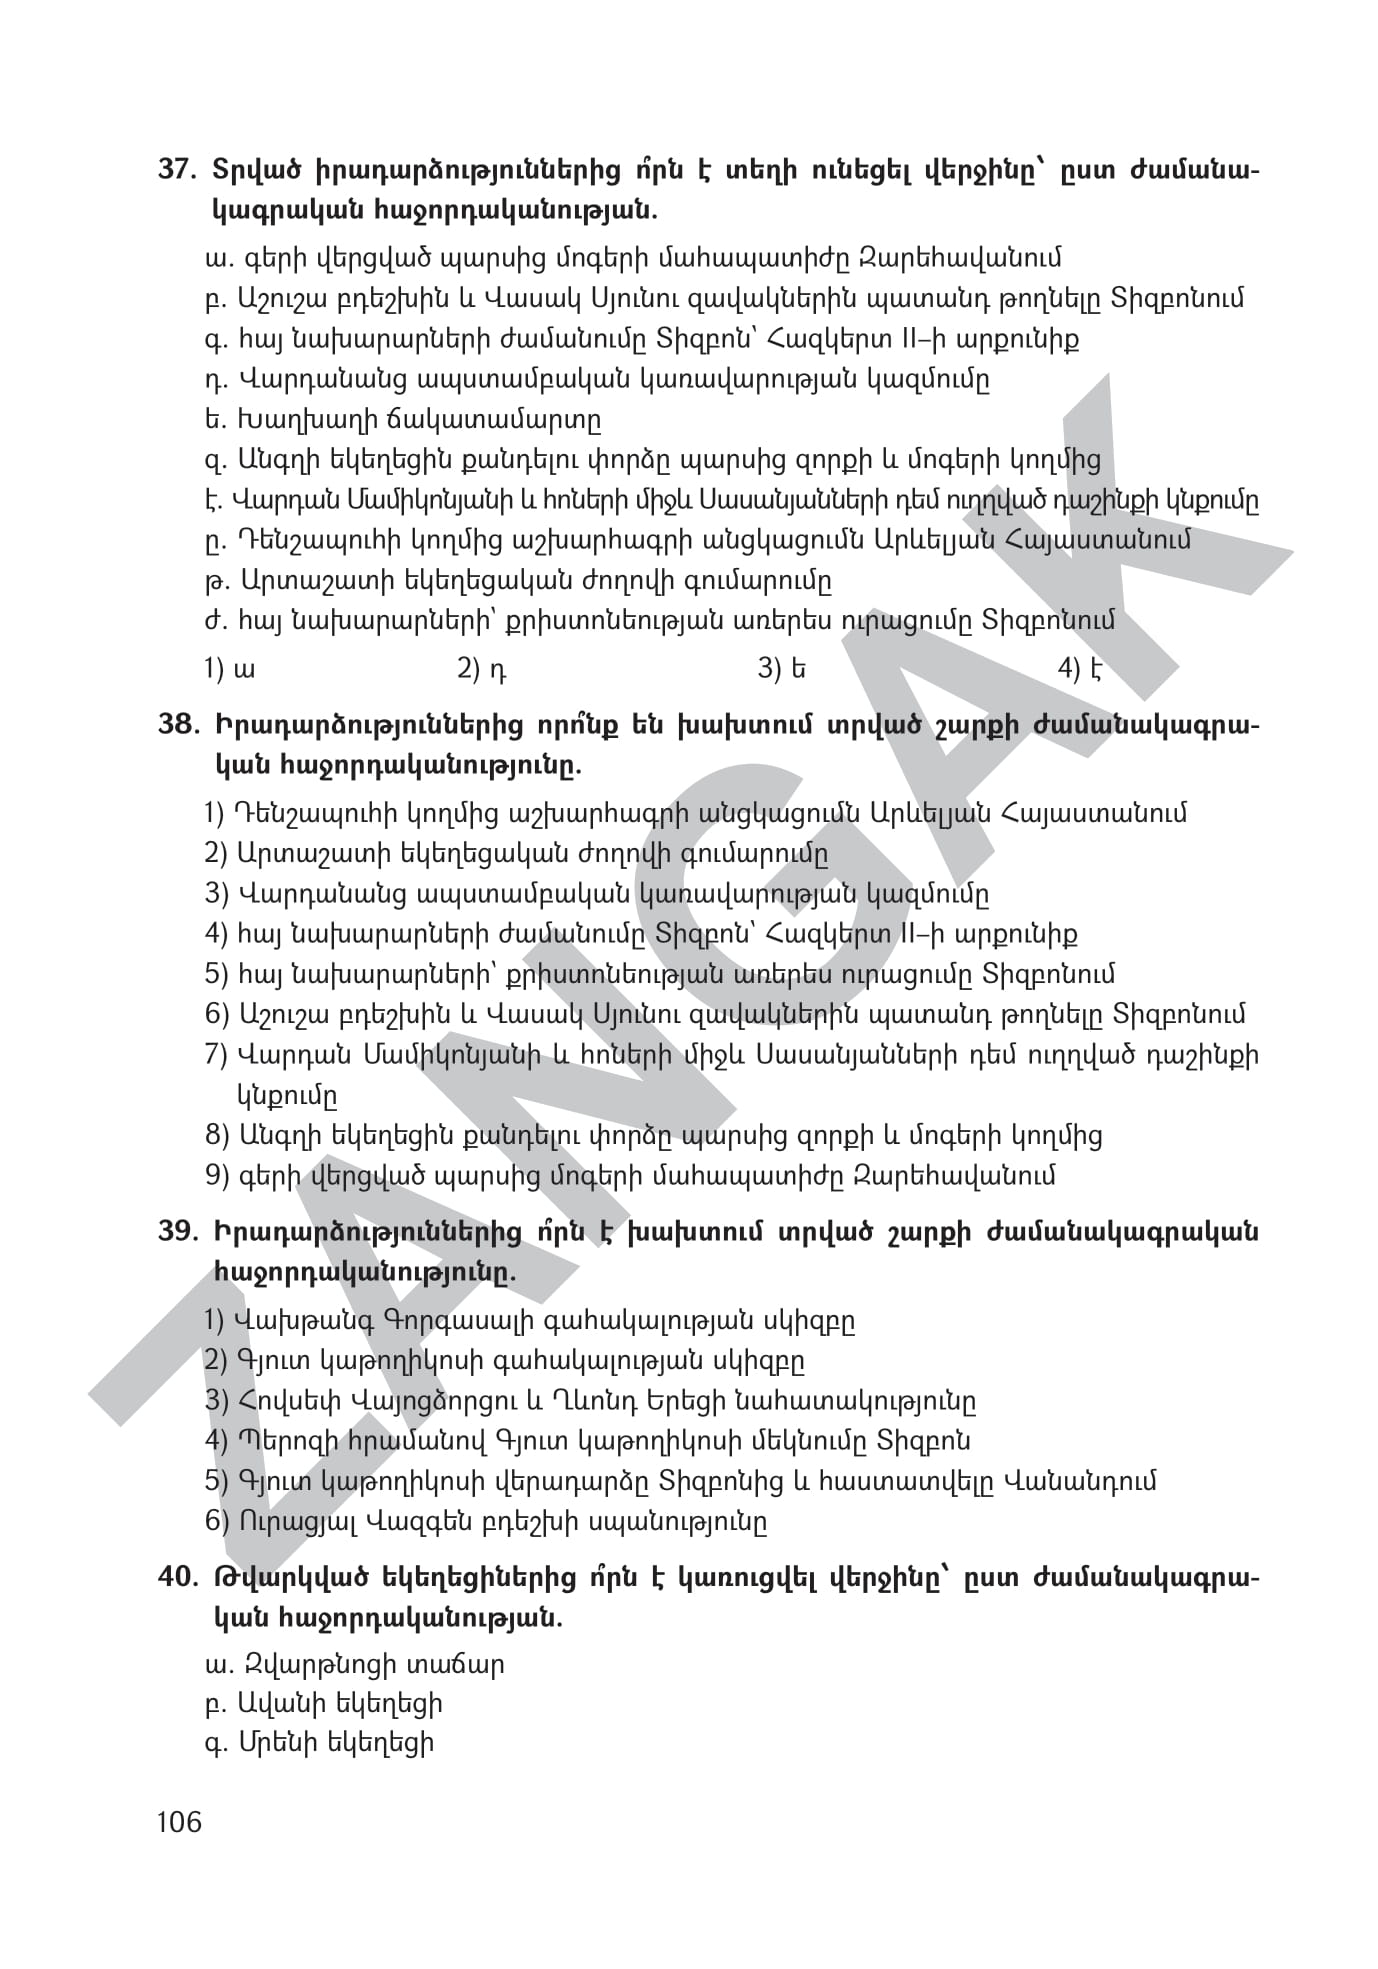 37. Տրված իրադարձություններից ո՞րն է տեղի ունեցել վերջինը՝ ըստ ժամանա-
կագրական հաջորդականության.
ա. գերի վերցված պարսից մոգերի մահապատիժը Զարեհավանում
բ. Աշուշա բդեշխին և Վասակ Սյունու զավակներին պատանդ թողնելը Տիզբոնում
գ. հայ նախարարների ժամանումը Տիզբոն՝ Հազկերտ II–ի արքունիք
դ. Վարդանանց ապստամբական կառավարության կազմումը
ե. Խաղխաղի ճակատամարտը
զ. Անգղի եկեղեցին քանդելու փորձը պարսից զորքի և մոգերի կողմից
է. Վարդան Մամիկոնյանի և հոների միջև Սասանյանների դեմ ուղղված դաշինքի կնքումը
ը. Դենշապուհի կողմից աշխարհագրի անցկացումն Արևելյան Հայաստանում
թ. Արտաշատի եկեղեցական ժողովի գումարումը
ժ. հայ նախարարների՝ քրիստոնեության առերես ուրացումը Տիզբոնում
1) ա 2) դ 3) ե 4) է
38. Իրադարձություններից որո՞նք են խախտում տրված շարքի ժամանակագրա-
կան հաջորդականությունը.
1) Դենշապուհի կողմից աշխարհագրի անցկացումն Արևելյան Հայաստանում
2) Արտաշատի եկեղեցական ժողովի գումարումը
3) Վարդանանց ապստամբական կառավարության կազմումը
4) հայ նախարարների ժամանումը Տիզբոն՝ Հազկերտ II–ի արքունիք
5) հայ նախարարների՝ քրիստոնեության առերես ուրացումը Տիզբոնում
6) Աշուշա բդեշխին և Վասակ Սյունու զավակներին պատանդ թողնելը Տիզբոնում
7) Վարդան Մամիկոնյանի և հոների միջև Սասանյանների դեմ ուղղված դաշինքի
կնքումը
8) Անգղի եկեղեցին քանդելու փորձը պարսից զորքի և մոգերի կողմից
9) գերի վերցված պարսից մոգերի մահապատիժը Զարեհավանում
39. Իրադարձություններից ո՞րն է խախտում տրված շարքի ժամանակագրական
հաջորդականությունը.
1) Վախթանգ Գորգասալի գահակալության սկիզբը
2) Գյուտ կաթողիկոսի գահակալության սկիզբը
3) Հովսեփ Վայոցձորցու և Ղևոնդ Երեցի նահատակությունը
4) Պերոզի հրամանով Գյուտ կաթողիկոսի մեկնումը Տիզբոն
5) Գյուտ կաթողիկոսի վերադարձը Տիզբոնից և հաստատվելը Վանանդում
6) Ուրացյալ Վազգեն բդեշխի սպանությունը
40. Թվարկված եկեղեցիներից ո՞րն է կառուցվել վերջինը՝ ըստ ժամանակագրա-
կան հաջորդականության.
ա. Զվարթնոցի տաճար
բ. Ավանի եկեղեցի
գ. Մրենի եկեղեցի
106
ZANGAK